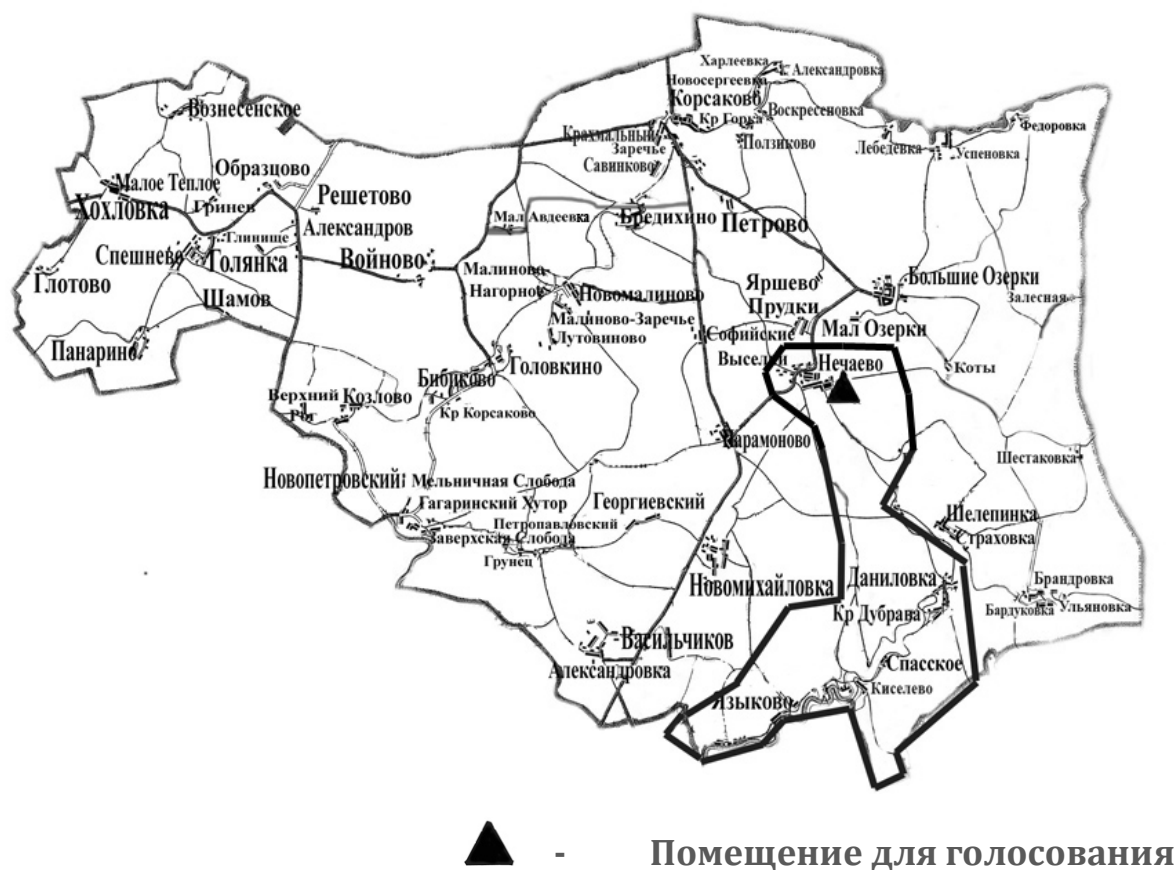 Харлеевка
Александровка
Новосергеевка
Корсаково
Вознесенское
Кр Горка
Воскресеновка
Федоровка
Крахмальный
Заречье
Ползиково
Лебедевка
Успеновка
Савинково
Образцово
Малое Теплое
Решетово
Хохловка
Гринев
Мал Авдеевка
Бредихино
Петрово
Александров
Глинище
Спешнево
Голянка
Войново
Малиново
Глотово
Яршево
Большие Озерки
Нагорное
Новомалиново
Залесная
Шамов
Прудки
Малиново-Заречье
Софийские
Мал Озерки
Лутовиново
Панарино
Выселки
Нечаево
Головкино
Коты
Бибиково
Верхний
Рог
Козлово
Кр Корсаково
Парамоново
Шестаковка
Новопетровский
Мельничная Слобода
Гагаринский Хутор
Георгиевский
Шелепинка
Петропавловский
Заверхская Слобода
Страховка
Грунец
Новомихайловка
Даниловка
Брандровка
Бардуковка
Ульяновка
Кр Дубрава
Васильчиков
Спасское
Александровка
Киселево
Языково
- Помещение для голосования